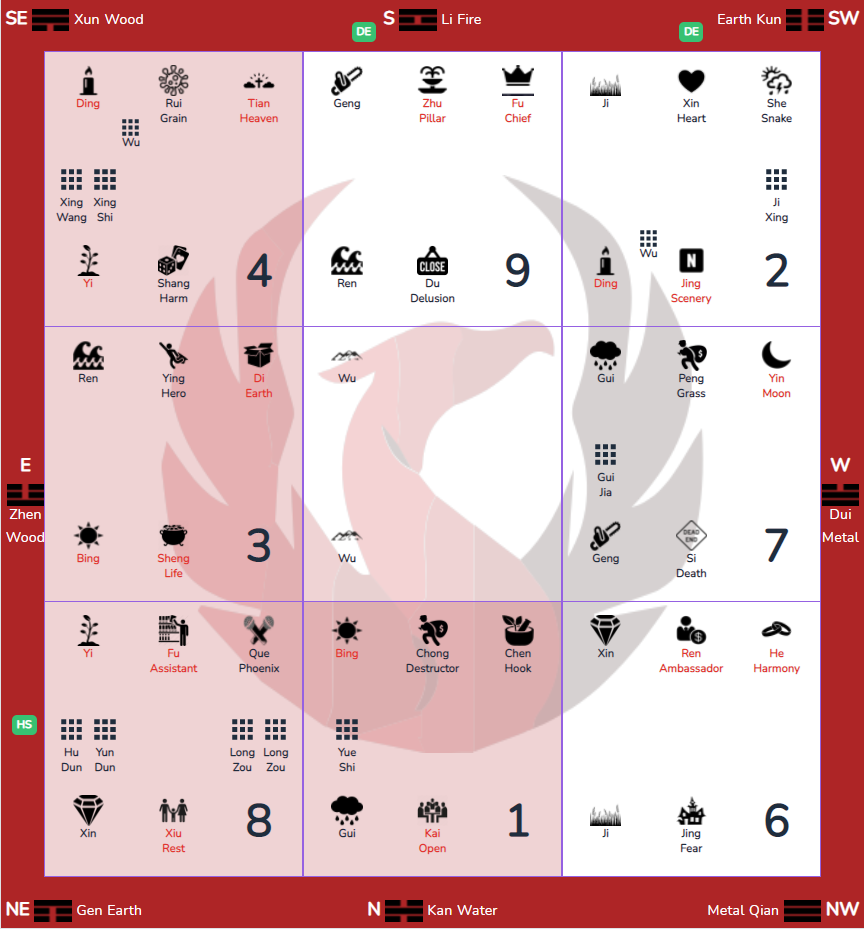 SE Xun Wood
S Li Fire
Earth Kun SW
DE
DE
Ding
Rui
Grain
Tian
Heaven
Wu
Xing
Wang
Xing
Shi
Yi
Shang
Harm
4
Geng
Zhu
Pillar
Fu
Chief
Ren
CLOSE
Du
Delusion
9
Ji
Xin
Heart
She
Snake
Ji
Xing
Wu
Ding
N
Jing
Scenery
2
E
Zhen
Wood
Ren
Ying
Hero
Di
Earth
Bing
Sheng
Life
3
Wu
Wu
Gui
Peng
Grass
Yin
Moon
Gui
Jia
Geng
DEAD
END
Si
Death
7
W
Dui
Metal
HS
Yi
Fu
Assistant
Que
Phoenix
Hu
Dun
Yun
Dun
Long
Zou
Long
Zou
Xin
Xiu
Rest
8
Bing
Chong
Destructor
Chen
Hook
Yue
Shi
Gui
Kai
Open
1
Xin
Ren
Ambassador
He
Harmony
Ji
Jing
Fear
6
NE Gen Earth
N Kan Water
Metal Qian NW